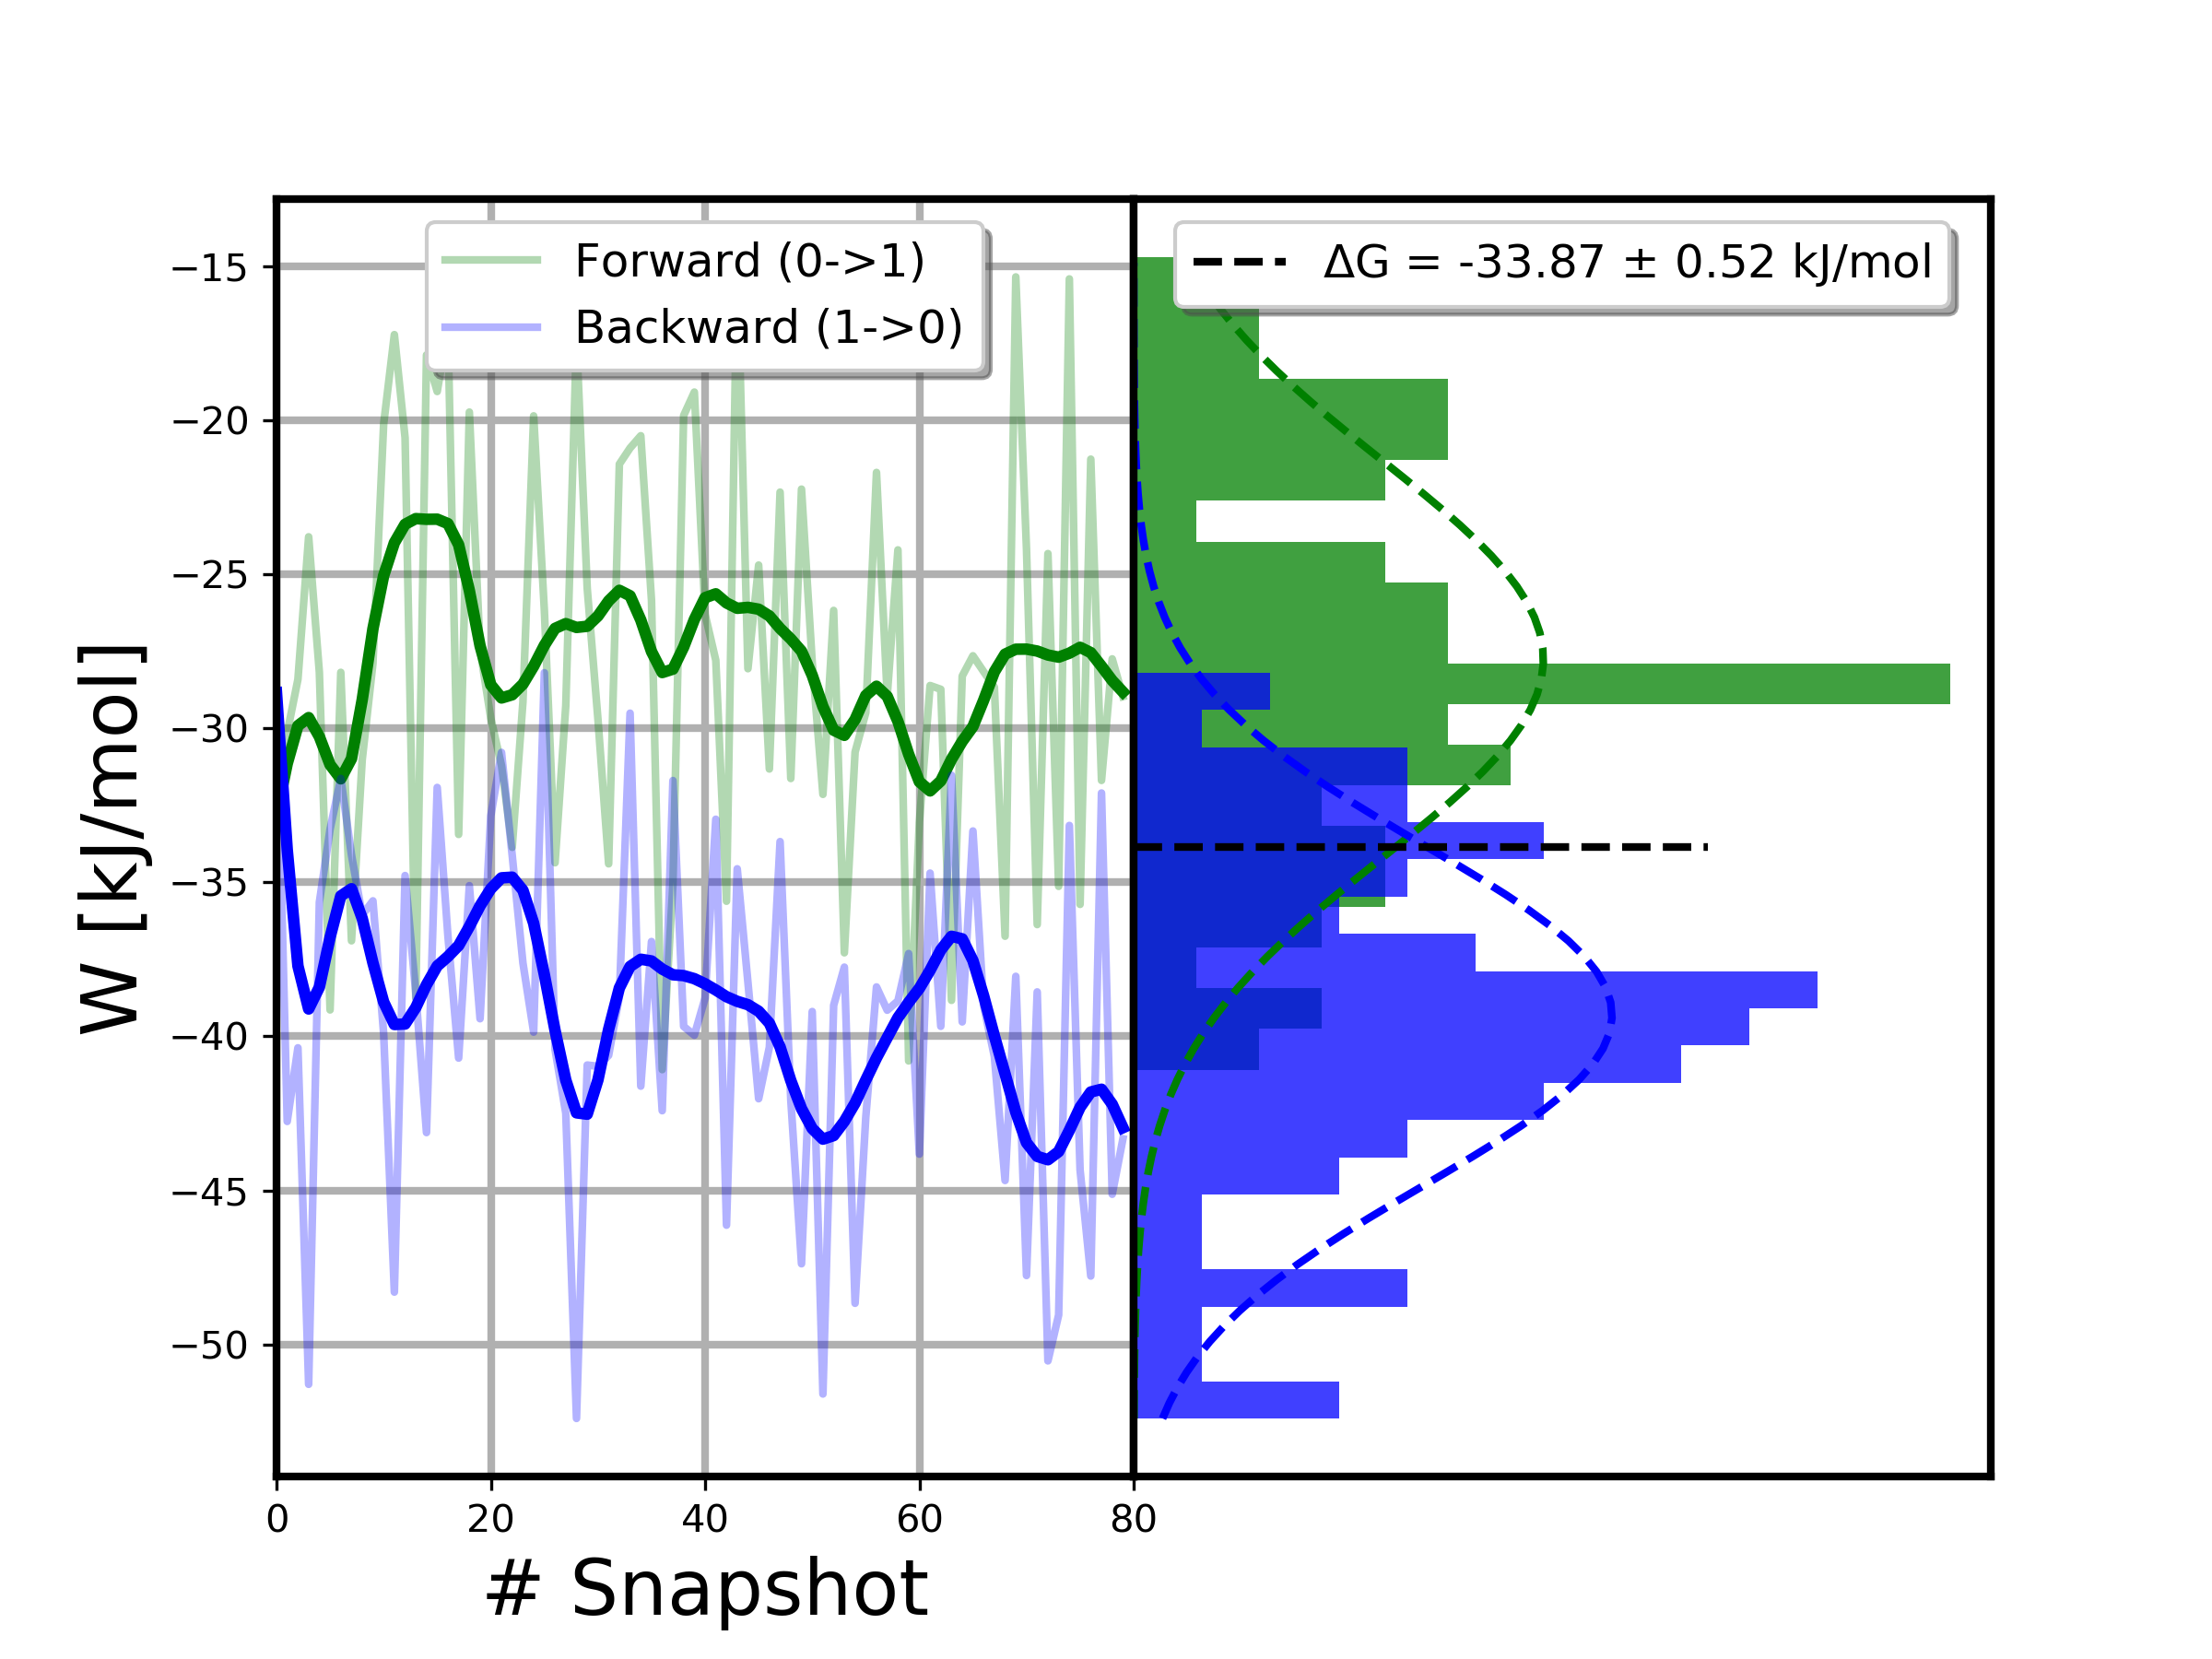 Forward (0->1)
Backward (1->0)
ΔG = -33.87 ± 0.52 kJ/mol
−15
−20
−25
−30
−35
−40
−45
−50
W [kJ/mol]
0
20
40
60
80
# Snapshot